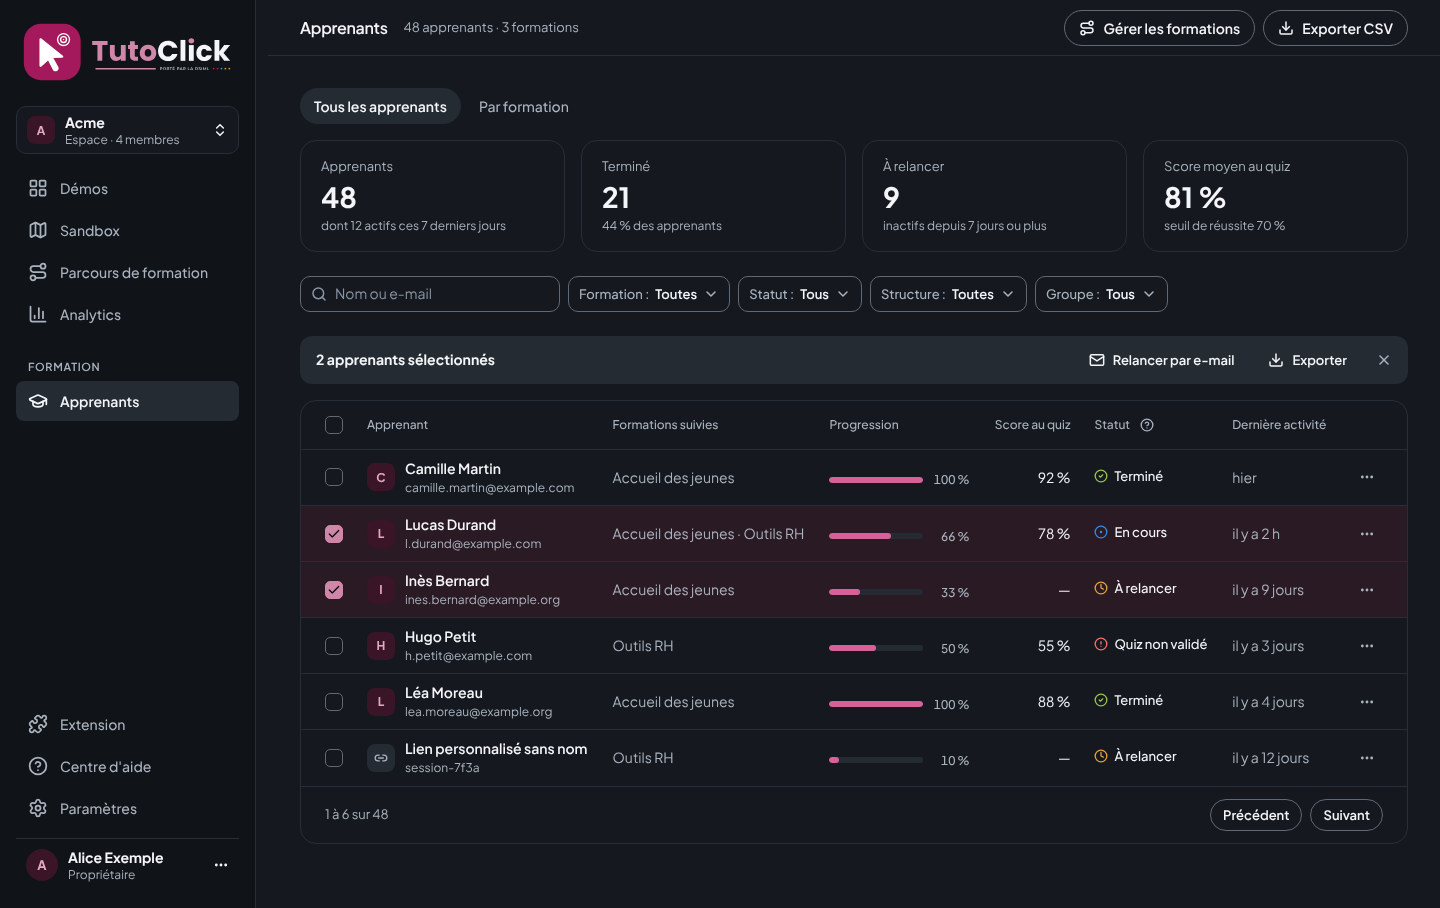 TutoClick
PORTÉ PAR LA DSIML
A
Acme
Espace · 4 membres
Démos
Sandbox
Parcours de formation
Analytics
FORMATION
Apprenants
Extension
Centre d'aide
Paramètres
A
Alice Exemple
Propriétaire
Apprenants
48 apprenants · 3 formations
Gérer les formations
Exporter CSV
Tous les apprenants
Par formation
Apprenants
48
dont 12 actifs ces 7 derniers jours
Terminé
21
44 % des apprenants
À relancer
9
inactifs depuis 7 jours ou plus
Score moyen au quiz
81 %
seuil de réussite 70 %
Nom ou e-mail
Formation : Toutes
Statut : Tous
Structure : Toutes
Groupe : Tous
2 apprenants sélectionnés
Relancer par e-mail
Exporter
Apprenant
Formations suivies
Progression
Score au quiz
Statut
Dernière activité
C
Camille Martin
camille.martin@example.com
Accueil des jeunes
100 %
92 %
Terminé
hier
L
Lucas Durand
l.durand@example.com
Accueil des jeunes · Outils RH
66 %
78 %
En cours
il y a 2 h
I
Inès Bernard
ines.bernard@example.org
Accueil des jeunes
33 %
—
À relancer
il y a 9 jours
H
Hugo Petit
h.petit@example.com
Outils RH
50 %
55 %
Quiz non validé
il y a 3 jours
L
Léa Moreau
lea.moreau@example.org
Accueil des jeunes
100 %
88 %
Terminé
il y a 4 jours
Lien personnalisé sans nom
session-7f3a
Outils RH
10 %
—
À relancer
il y a 12 jours
1 à 6 sur 48
Précédent
Suivant